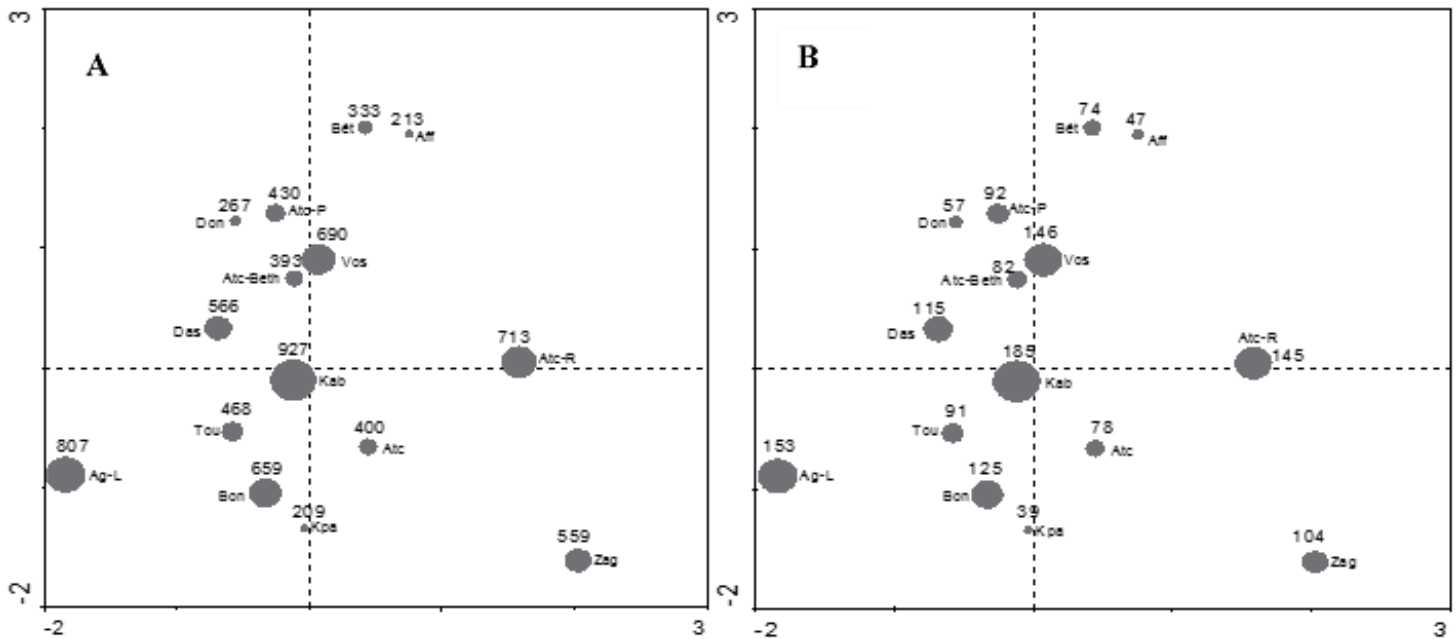 3
A
333
213
Bét
Aff
430
267
Atc-P
Don
690
Vos
393
Atc-Beth
566
Das
927
713
Atc-R
Kab
468
Tou
400
Atc
807
659
Ag-L
Bon
209
Kpa
559
Zag
-2
-2
3
3
B
74
47
Bét
Aff
92
57
Atc-P
Don
146
Vos
82
Atc-Beth
115
Das
Atc-R
185
145
Kab
91
Tou
78
Atc
153
125
Ag-L
Bon
39
Kpa
104
Zag
-2
-2
3